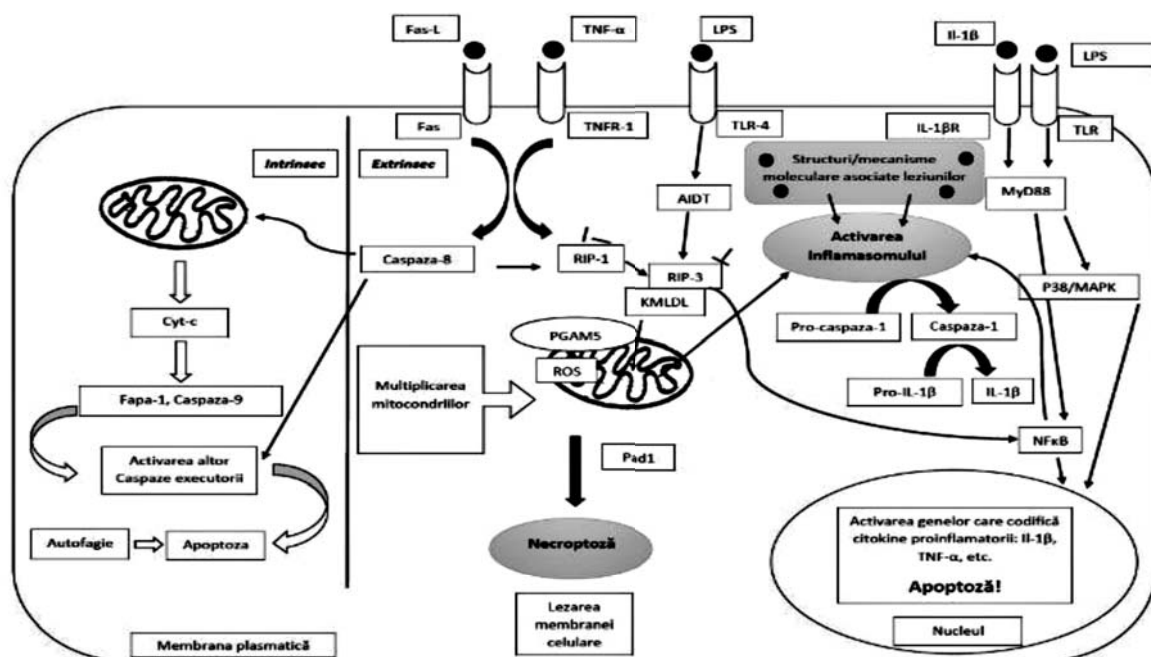 Fas-L
TNF-α
LPS
Il-1β
LPS
Fas
TNFR-1
TLR-4
IL-1βR
TLR
Intrinsec
Extrinsec
Structuri/mecanisme
moleculare asociate leziunilor
AIDT
MyD88
Activarea
Inflamasomului
Caspaza-8
RIP-1
RIP-3
KMLDL
P38/MAPK
Cyt-c
Pro-caspaza-1
Caspaza-1
PGAM5
ROS
Multiplicarea
mitocondriilor
Pro-IL-1β
IL-1β
Fapa-1, Caspaza-9
NFκB
Activarea altor
Caspaze executorii
Pad1
Autofagie
Apoptoza
Necroptoză
Activarea genelor care codifică
citokine proinflamatorii: Il-1β,
TNF-α, etc.
Apoptoză!
Lezarea
membranei
celulare
Nucleul
Membrana plasmatică